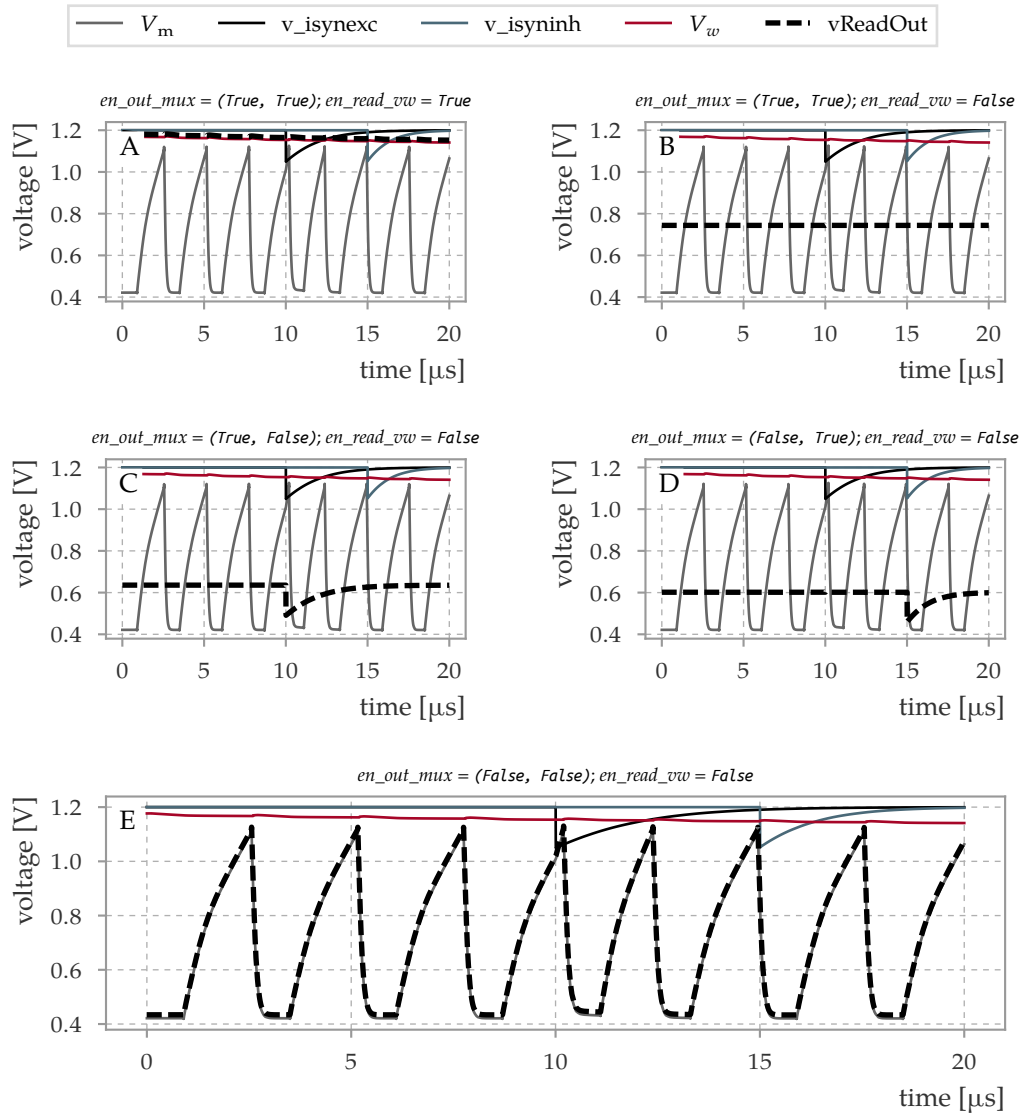 Vm v_isynexc v_isyninh Vw vReadOut
en_out_mux = (True, True); en_read_vw = True
en_out_mux = (True, True); en_read_vw = False
voltage [V]
1.2
1.0
0.8
0.6
0.4
A
0 5 10 15 20
time [μs]
voltage [V]
1.2
1.0
0.8
0.6
0.4
B
0 5 10 15 20
time [μs]
en_out_mux = (True, False); en_read_vw = False
en_out_mux = (False, True); en_read_vw = False
voltage [V]
1.2
1.0
0.8
0.6
0.4
C
0 5 10 15 20
time [μs]
voltage [V]
1.2
1.0
0.8
0.6
0.4
D
0 5 10 15 20
time [μs]
en_out_mux = (False, False); en_read_vw = False
voltage [V]
1.2
1.0
0.8
0.6
0.4
E
0 5 10 15 20
time [μs]